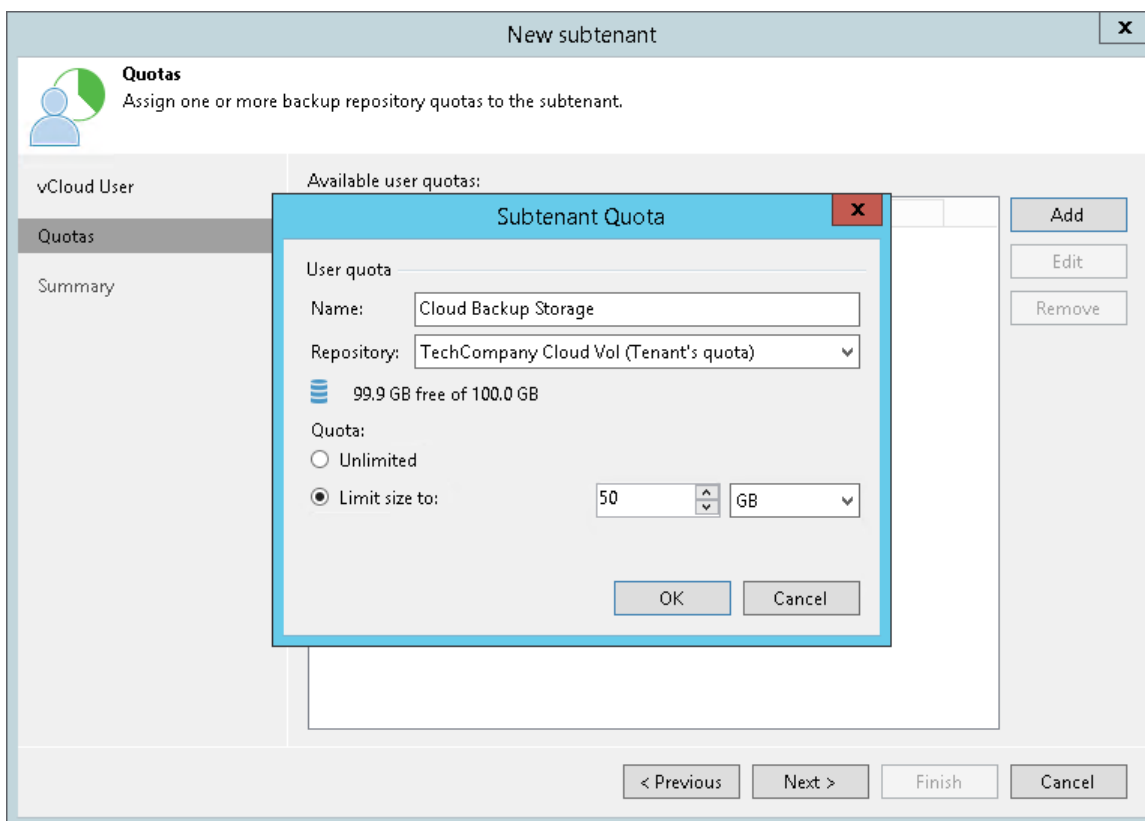 New subtenant
x
Quotas
Assign one or more backup repository quotas to the subtenant.
vCloud User
Quotas
Summary
Available user quotas:
Add
Edit
Remove
Subtenant Quota
x
User quota
Name: Cloud Backup Storage
Repository: TechCompany Cloud Vol (Tenant's quota)
99.9 GB free of 100.0 GB
Quota:
Unlimited
Limit size to: 50 GB
OK Cancel
< Previous Next > Finish Cancel